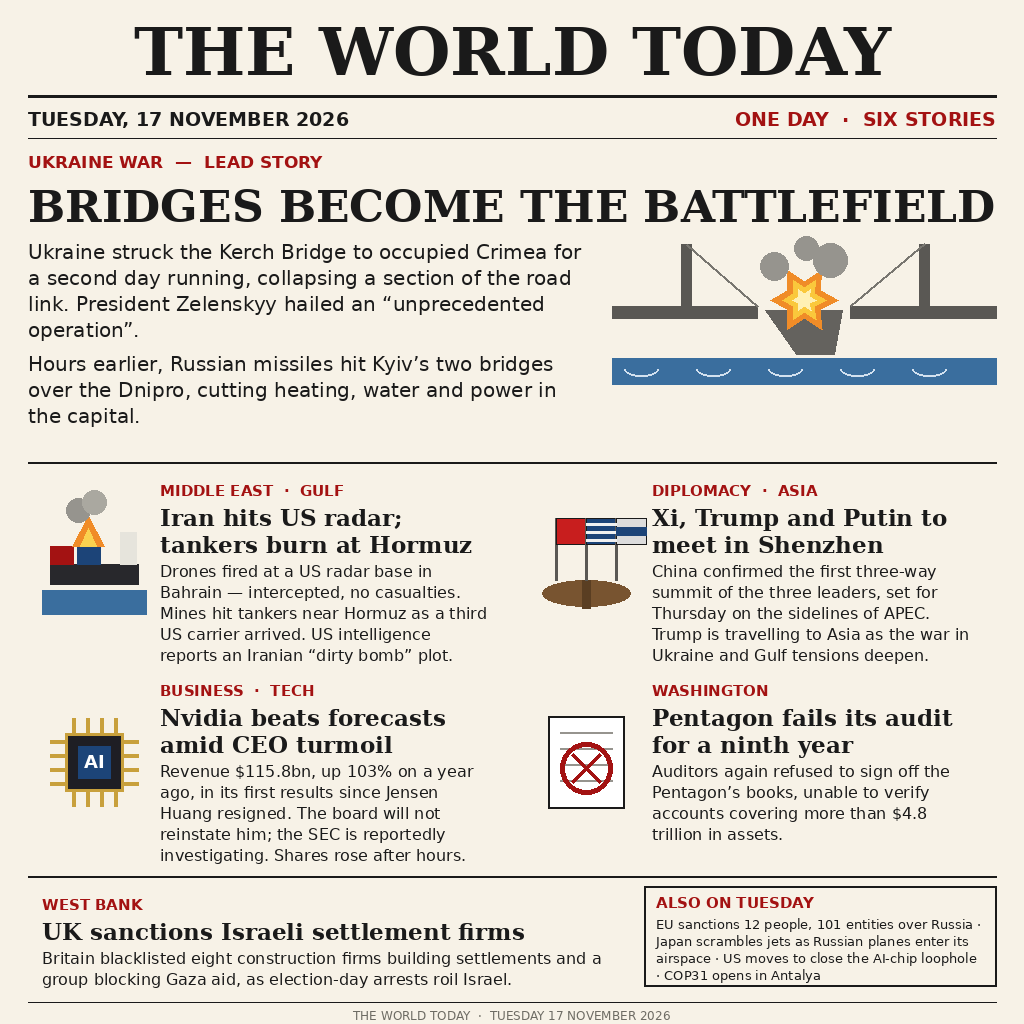 THE WORLD TODAY
TUESDAY, 17 NOVEMBER 2026
ONE DAY · SIX STORIES
UKRAINE WAR — LEAD STORY
BRIDGES BECOME THE BATTLEFIELD
Ukraine struck the Kerch Bridge to occupied Crimea for
a second day running, collapsing a section of the road
link. President Zelenskyy hailed an “unprecedented
operation”.
Hours earlier, Russian missiles hit Kyiv’s two bridges
over the Dnipro, cutting heating, water and power in
the capital.
MIDDLE EAST · GULF
Iran hits US radar;
tankers burn at Hormuz
Drones fired at a US radar base in
Bahrain — intercepted, no casualties.
Mines hit tankers near Hormuz as a third
US carrier arrived. US intelligence
reports an Iranian “dirty bomb” plot.
DIPLOMACY · ASIA
Xi, Trump and Putin to
meet in Shenzhen
China confirmed the first three-way
summit of the three leaders, set for
Thursday on the sidelines of APEC.
Trump is travelling to Asia as the war in
Ukraine and Gulf tensions deepen.
BUSINESS · TECH
AI
Nvidia beats forecasts
amid CEO turmoil
Revenue $115.8bn, up 103% on a year
ago, in its first results since Jensen
Huang resigned. The board will not
reinstate him; the SEC is reportedly
investigating. Shares rose after hours.
WASHINGTON
Pentagon fails its audit
for a ninth year
Auditors again refused to sign off the
Pentagon’s books, unable to verify
accounts covering more than $4.8
trillion in assets.
WEST BANK
UK sanctions Israeli settlement firms
Britain blacklisted eight construction firms building settlements and a
group blocking Gaza aid, as election-day arrests roil Israel.
ALSO ON TUESDAY
EU sanctions 12 people, 101 entities over Russia ·
Japan scrambles jets as Russian planes enter its
airspace · US moves to close the AI-chip loophole
· COP31 opens in Antalya
THE WORLD TODAY · TUESDAY 17 NOVEMBER 2026